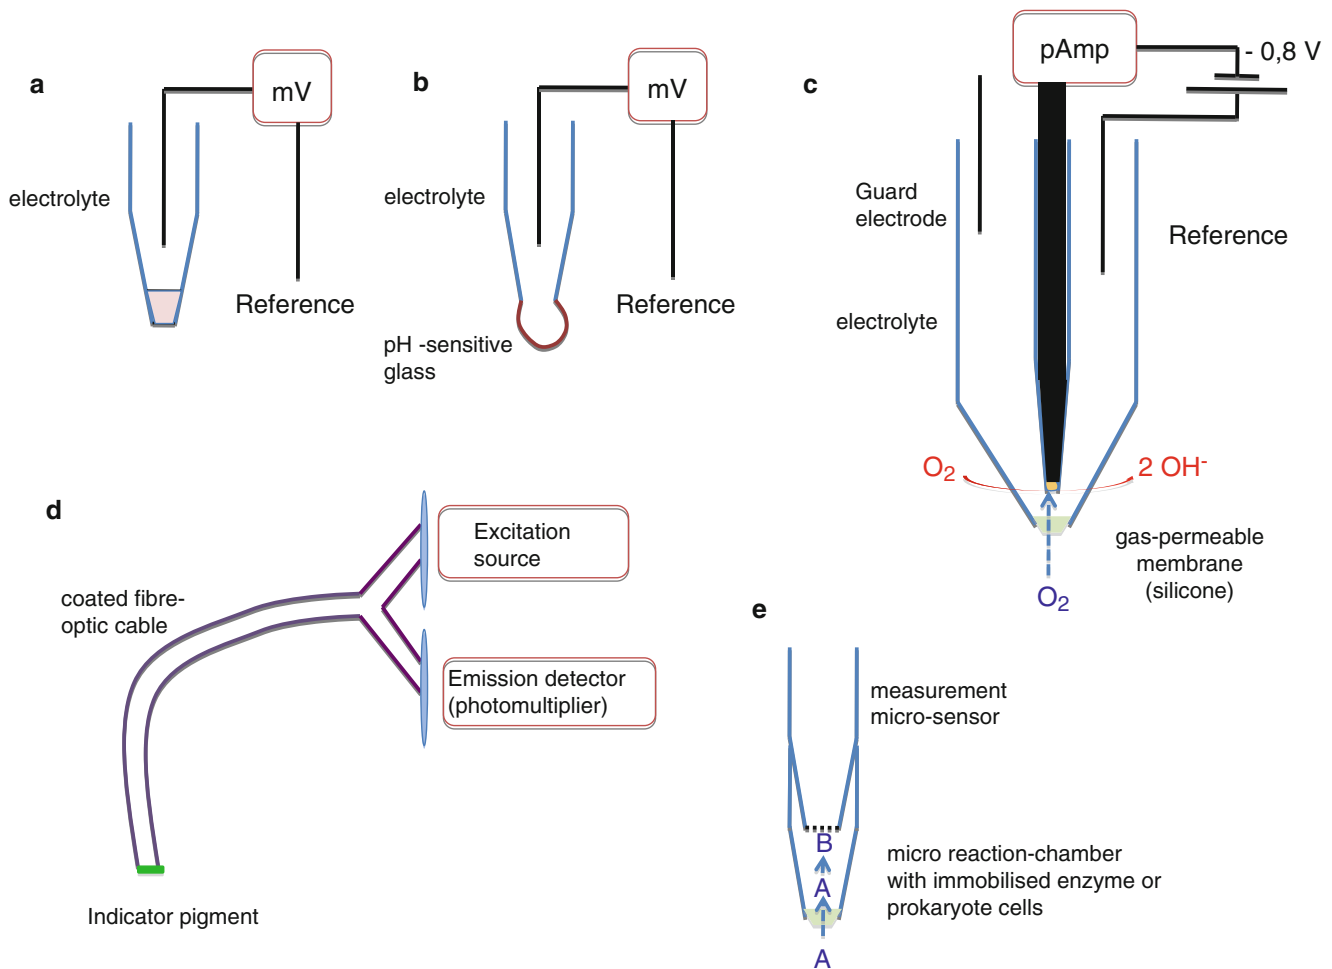 a
mV
electrolyte
Reference
b
mV
electrolyte
Reference
pH -sensitive
glass
c
pAmp
- 0,8 V
Guard
electrode
Reference
electrolyte
O2
2 OH-
gas-permeable
membrane
(silicone)
O2
d
Excitation
source
coated fibre-
optic cable
Emission detector
(photomultiplier)
Indicator pigment
e
measurement
micro-sensor
B
A
micro reaction-chamber
with immobilised enzyme or
prokaryote cells
A